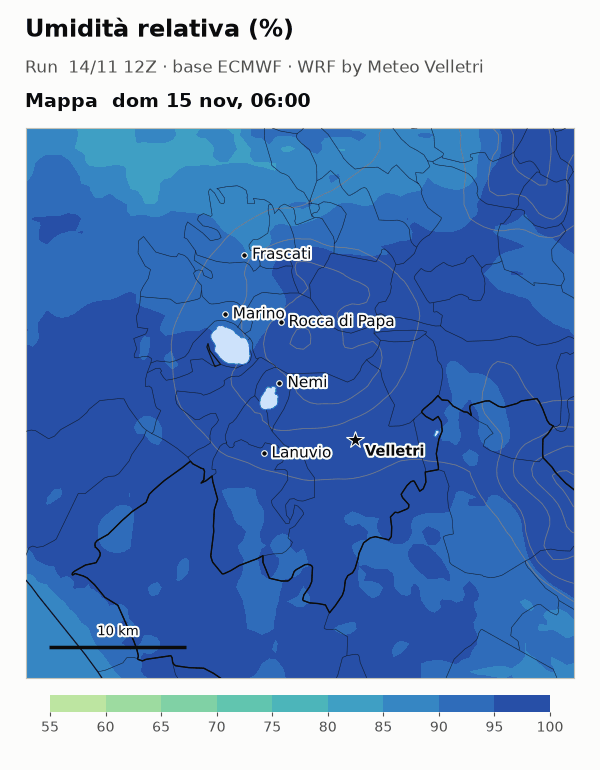 Umidità relativa (%)
Run  14/11 12Z · base ECMWF · WRF by Meteo Velletri
Mappa  dom 15 nov, 06:00
Frascati
Marino
Rocca di Papa
Nemi
Velletri
Lanuvio
10 km
55 60 65 70 75 80 85 90 95 100